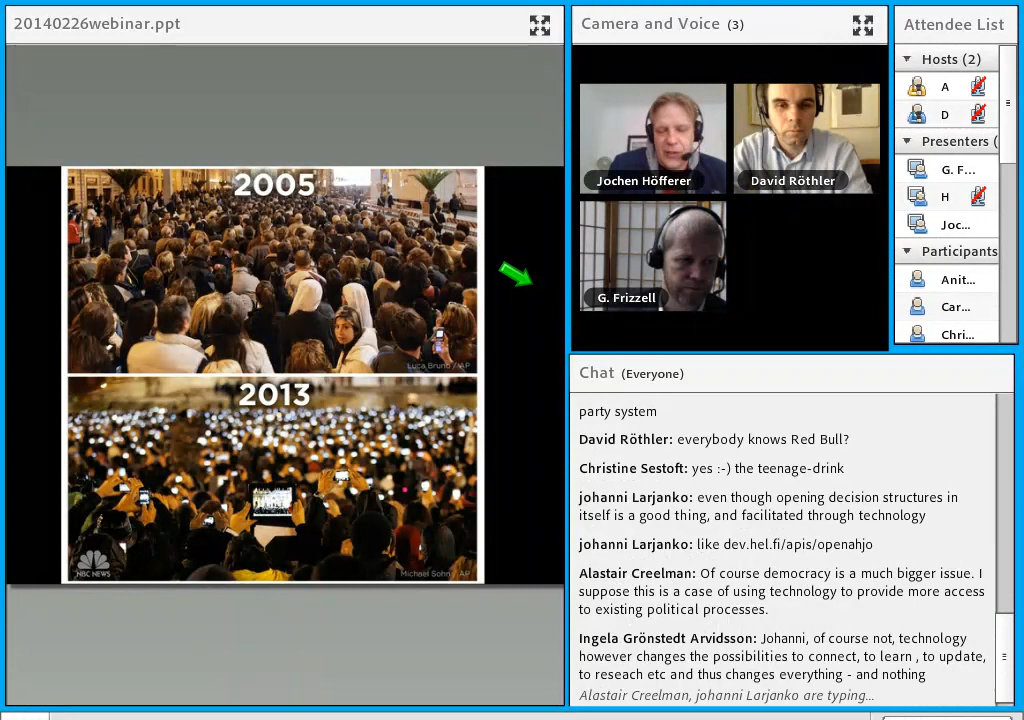 20140226webinar.ppt
2005
Luca Bruno / AP
2013
NBC NEWS
Michael Sohn / AP
Camera and Voice (3)
Jochen Höfferer
David Röthler
G. Frizzell
Attendee List
Hosts (2)
A
D
Presenters (
G. F...
H
Joc...
Participants
Anit...
Car...
Chri...
Chat (Everyone)
party system
David Röthler: everybody knows Red Bull?
Christine Sestoft: yes :-) the teenage-drink
johanni Larjanko: even though opening decision structures in
itself is a good thing, and facilitated through technology
johanni Larjanko: like dev.hel.fi/apis/openahjo
Alastair Creelman: Of course democracy is a much bigger issue. I
suppose this is a case of using technology to provide more access
to existing political processes.
Ingela Grönstedt Arvidsson: Johanni, of course not, technology
however changes the possibilities to connect, to learn , to update,
to reseach etc and thus changes everything - and nothing
Alastair Creelman, johanni Larjanko are typing...